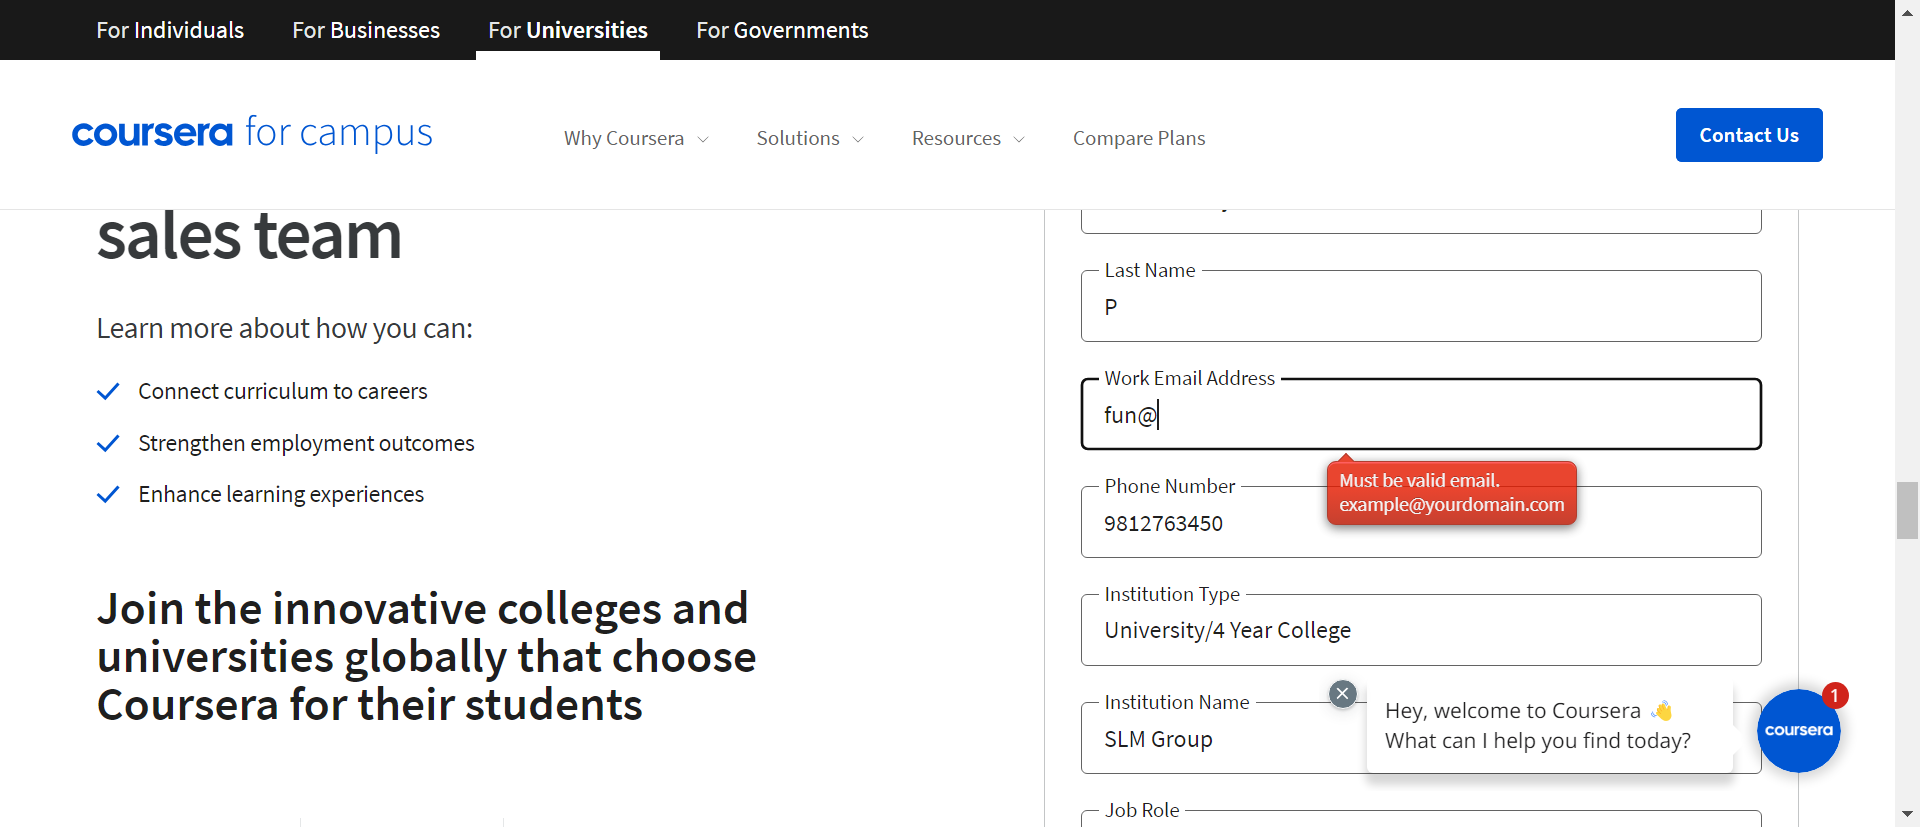 For Individuals
For Businesses
For Universities
For Governments
coursera for campus
Why Coursera
Solutions
Resources
Compare Plans
Contact Us
sales team
Learn more about how you can:
Connect curriculum to careers
Strengthen employment outcomes
Enhance learning experiences
Join the innovative colleges and
universities globally that choose
Coursera for their students
Last Name
P
Work Email Address
fun@
Must be valid email.
example@yourdomain.com
Phone Number
9812763450
Institution Type
University/4 Year College
Institution Name
SLM Group
Hey, welcome to Coursera 👋
What can I help you find today?
coursera
1
Job Role